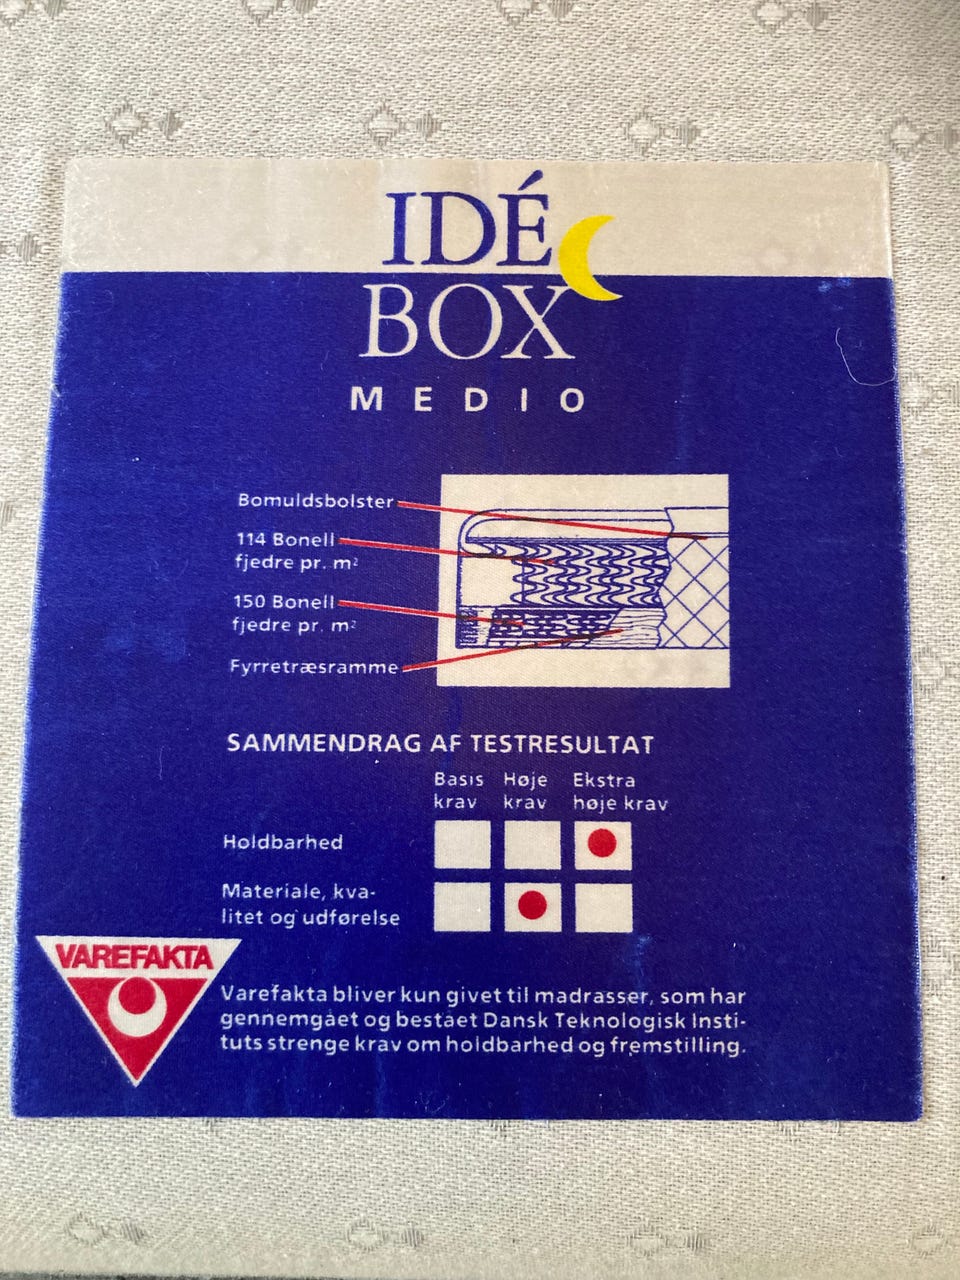 IDÉ
BOX
MEDIO
Bomuldsbolster
114 Bonell
fjedre pr. m²
150 Bonell
fjedre pr. m²
Fyrretræsramme
SAMMENDRAG AF TESTRESULTAT
Basis Høje Ekstra
krav krav høje krav
Holdbarhed
Materiale, kva-
litet og udførelse
VAREFAKTA
Varefakta bliver kun givet til madrasser, som har
gennemgået og bestået Dansk Teknologisk Insti-
tuts strenge krav om holdbarhed og fremstilling.